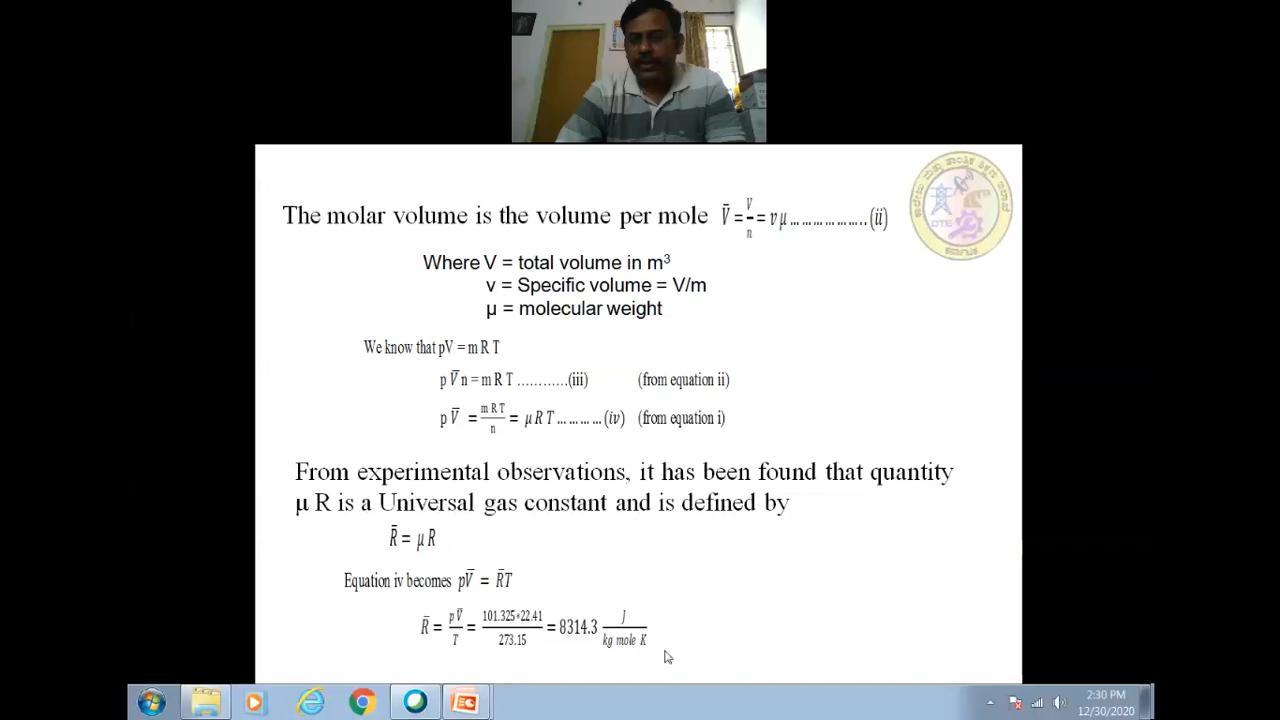 The molar volume is the volume per mole V̄ = V/n = v μ ……………….. (ii)
DTE
Where V = total volume in m³
v = Specific volume = V/m
μ = molecular weight
We know that pV = m R T
p V̄ n = m R T …………(iii) (from equation ii)
p V̄ = m R T/n = μ R T ………… (iv) (from equation i)
From experimental observations, it has been found that quantity
μ R is a Universal gas constant and is defined by
R̄ = μ R
Equation iv becomes pV̄ = R̄T
R̄ = p V̄/T = 101.325*22.41/273.15 = 8314.3 J/kg mole K
2:30 PM
12/30/2020